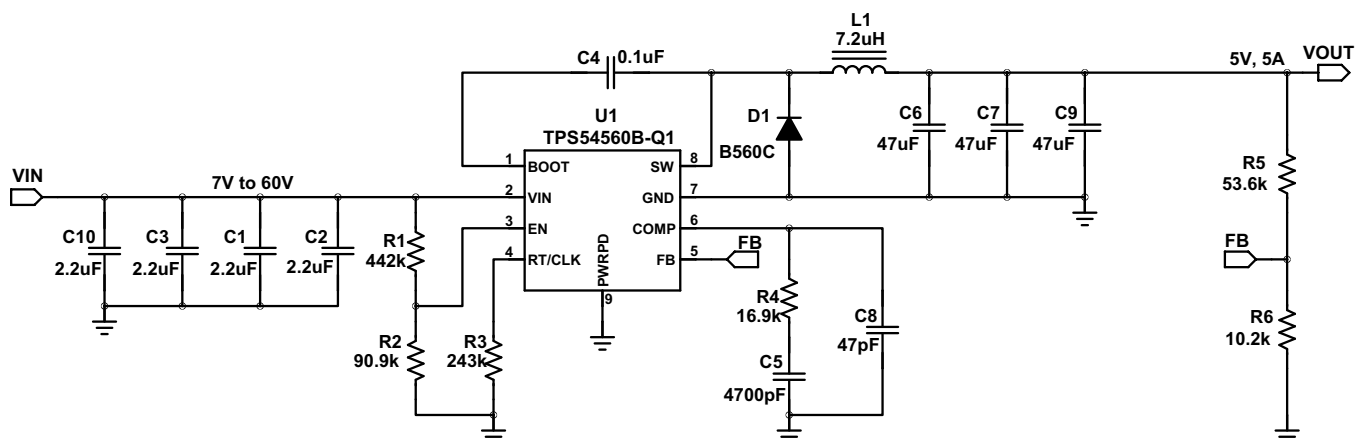 L1
7.2uH
C4
0.1uF
5V, 5A
VOUT
U1
TPS54560B-Q1
D1
B560C
C6
47uF
C7
47uF
C9
47uF
R5
53.6k
1
BOOT
SW
8
VIN
7V to 60V
2
VIN
GND
7
3
EN
COMP
6
4
RT/CLK
FB
5
PWRPD
9
FB
FB
C10
2.2uF
C3
2.2uF
C1
2.2uF
C2
2.2uF
R1
442k
R2
90.9k
R3
243k
R4
16.9k
C8
47pF
C5
4700pF
R6
10.2k